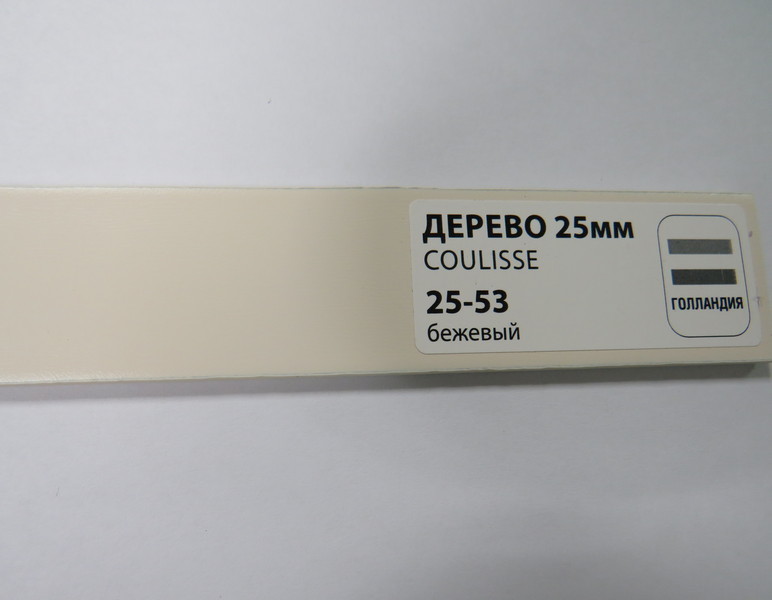 ДЕРЕВО 25мм
COULISSE
25-53
бежевый
ГОЛЛАНДИЯ